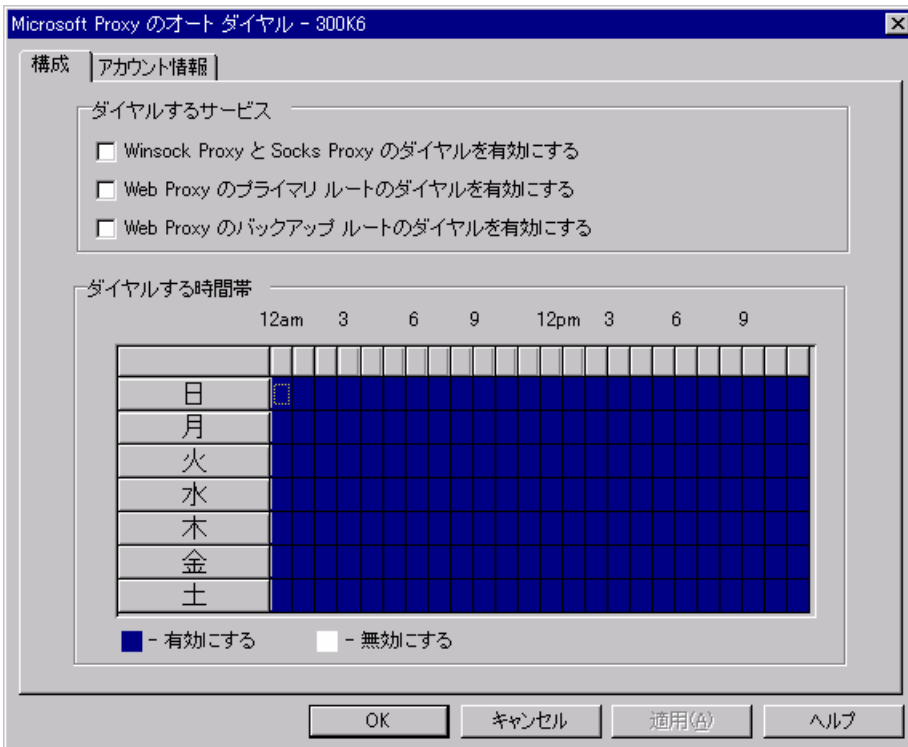 Microsoft Proxy のオート ダイヤル - 300K6
構成 アカウント情報
ダイヤルするサービス
Winsock Proxy と Socks Proxy のダイヤルを有効にする
Web Proxy のプライマリ ルートのダイヤルを有効にする
Web Proxy のバックアップ ルートのダイヤルを有効にする
ダイヤルする時間帯
12am 3 6 9 12pm 3 6 9
日
月
火
水
木
金
土
- 有効にする - 無効にする
OK キャンセル 適用(A) ヘルプ